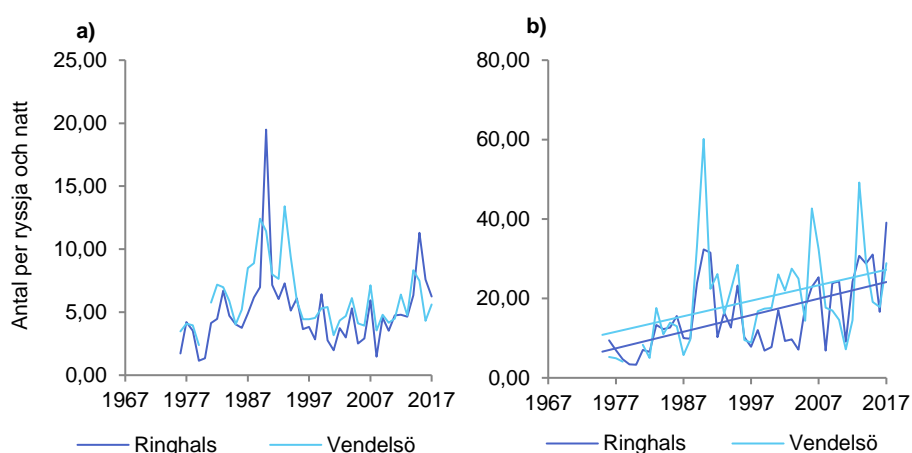 a)
Antal per ryssja och natt
25,00
20,00
15,00
10,00
5,00
0,00
1967 1977 1987 1997 2007 2017
Ringhals Vendelsö
b)
80,00
60,00
40,00
20,00
0,00
1967 1977 1987 1997 2007 2017
Ringhals Vendelsö